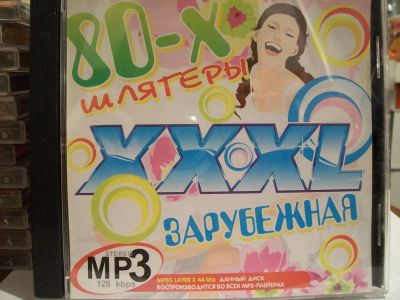 80-Х
ШЛЯГЕРЫ
XXXL
ЗАРУБЕЖНАЯ
STEREO
MP3
128 kbps
MPEG LAYER 3 44 khz ДАННЫЙ ДИСК
ВОСПРОИЗВОДИТСЯ ВО ВСЕХ MP3-ПЛЕЙЕРАХ